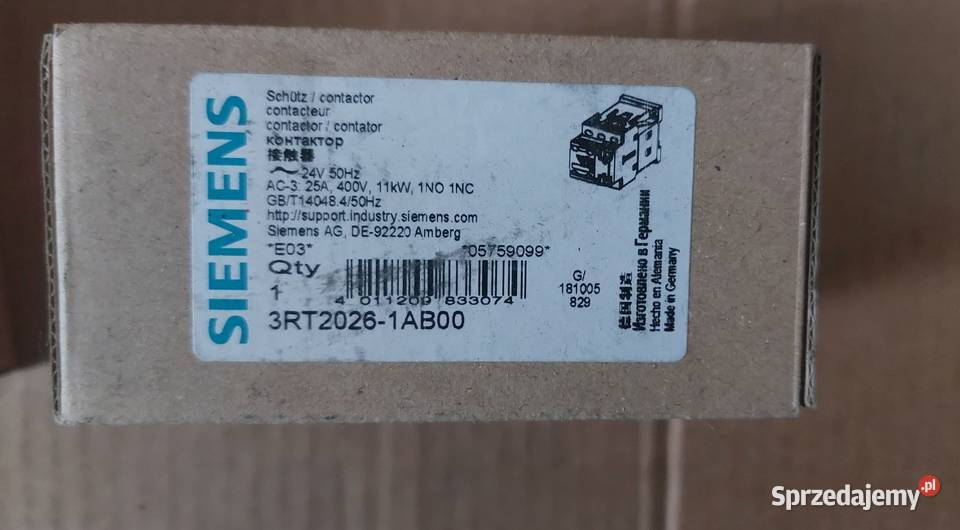 SIEMENS
Schütz / contactor
contacteur
contactor / contator
контактор
接触器
~ 24V 50Hz
AC-3: 25A, 400V, 11kW, 1NO 1NC
GB/T14048.4/50Hz
http://support.industry.siemens.com
Siemens AG, DE-92220 Amberg
*E03* *05759099*
Qty
1
4 011209 833074
G/
181005
829
3RT2026-1AB00
德国制造
Изготовлено в Германии
Hecho en Alemania
Made in Germany
Sprzedajemy.pl